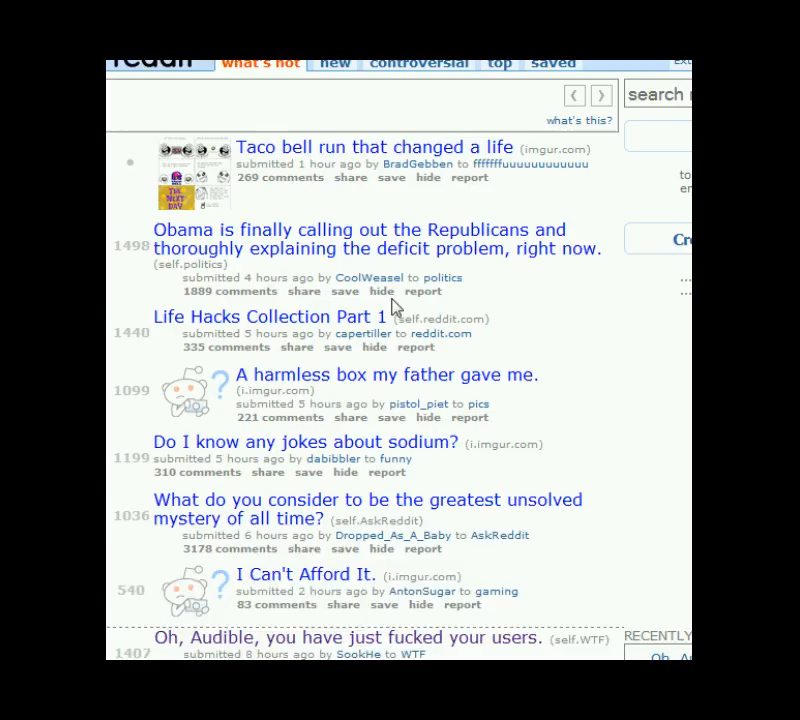 reddit what's hot new controversial top saved
search
what's this?
Taco bell run that changed a life (imgur.com)
submitted 1 hour ago by BradGebben to fffffffuuuuuuuuuuuu
269 comments share save hide report
THE NEXT DAY
Obama is finally calling out the Republicans and
1498 thoroughly explaining the deficit problem, right now.
(self.politics)
submitted 4 hours ago by CoolWeasel to politics
1889 comments share save hide report
Life Hacks Collection Part 1 (self.reddit.com)
1440 submitted 5 hours ago by capertiller to reddit.com
335 comments share save hide report
A harmless box my father gave me.
1099 (i.imgur.com)
submitted 5 hours ago by pistol_piet to pics
221 comments share save hide report
Do I know any jokes about sodium? (i.imgur.com)
1199 submitted 5 hours ago by dabibbler to funny
310 comments share save hide report
What do you consider to be the greatest unsolved
1036 mystery of all time? (self.AskReddit)
submitted 6 hours ago by Dropped_As_A_Baby to AskReddit
3178 comments share save hide report
I Can't Afford It. (i.imgur.com)
540 submitted 2 hours ago by AntonSugar to gaming
83 comments share save hide report
Oh, Audible, you have just fucked your users. (self.WTF)
1407 submitted 8 hours ago by SookHe to WTF
RECENTLY
Oh, Au